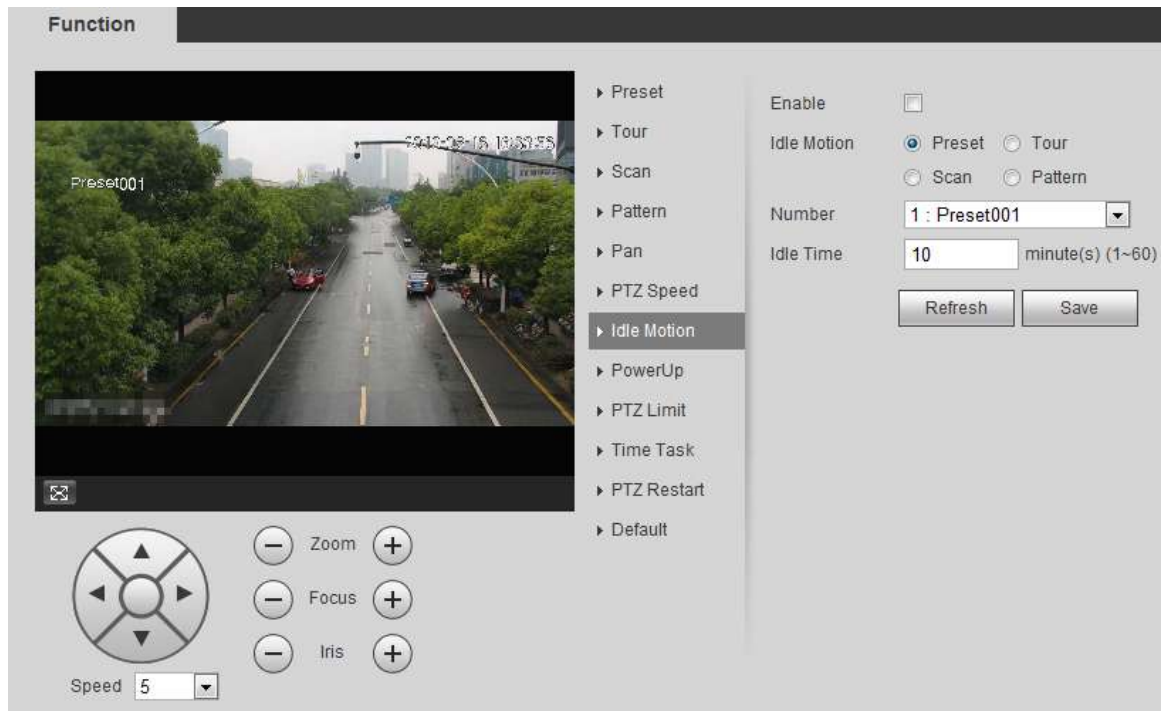 Function
Preset001
Preset
Tour
Scan
Pattern
Pan
PTZ Speed
Idle Motion
PowerUp
PTZ Limit
Time Task
PTZ Restart
Default
Enable
Idle Motion Preset Tour
Scan Pattern
Number 1 : Preset001
Idle Time 10 minute(s) (1~60)
Refresh Save
Zoom
Focus
Iris
Speed 5